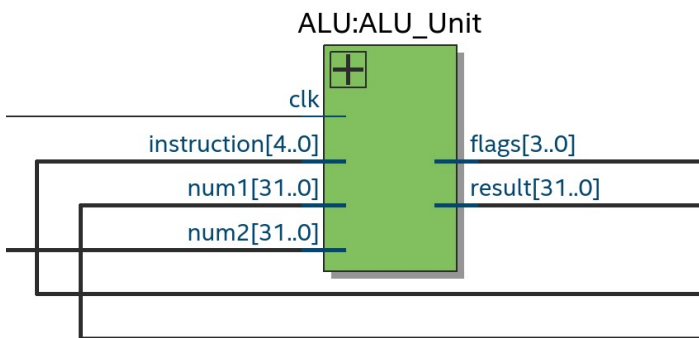 ALU:ALU_Unit
clk
instruction[4..0]
flags[3..0]
num1[31..0]
result[31..0]
num2[31..0]